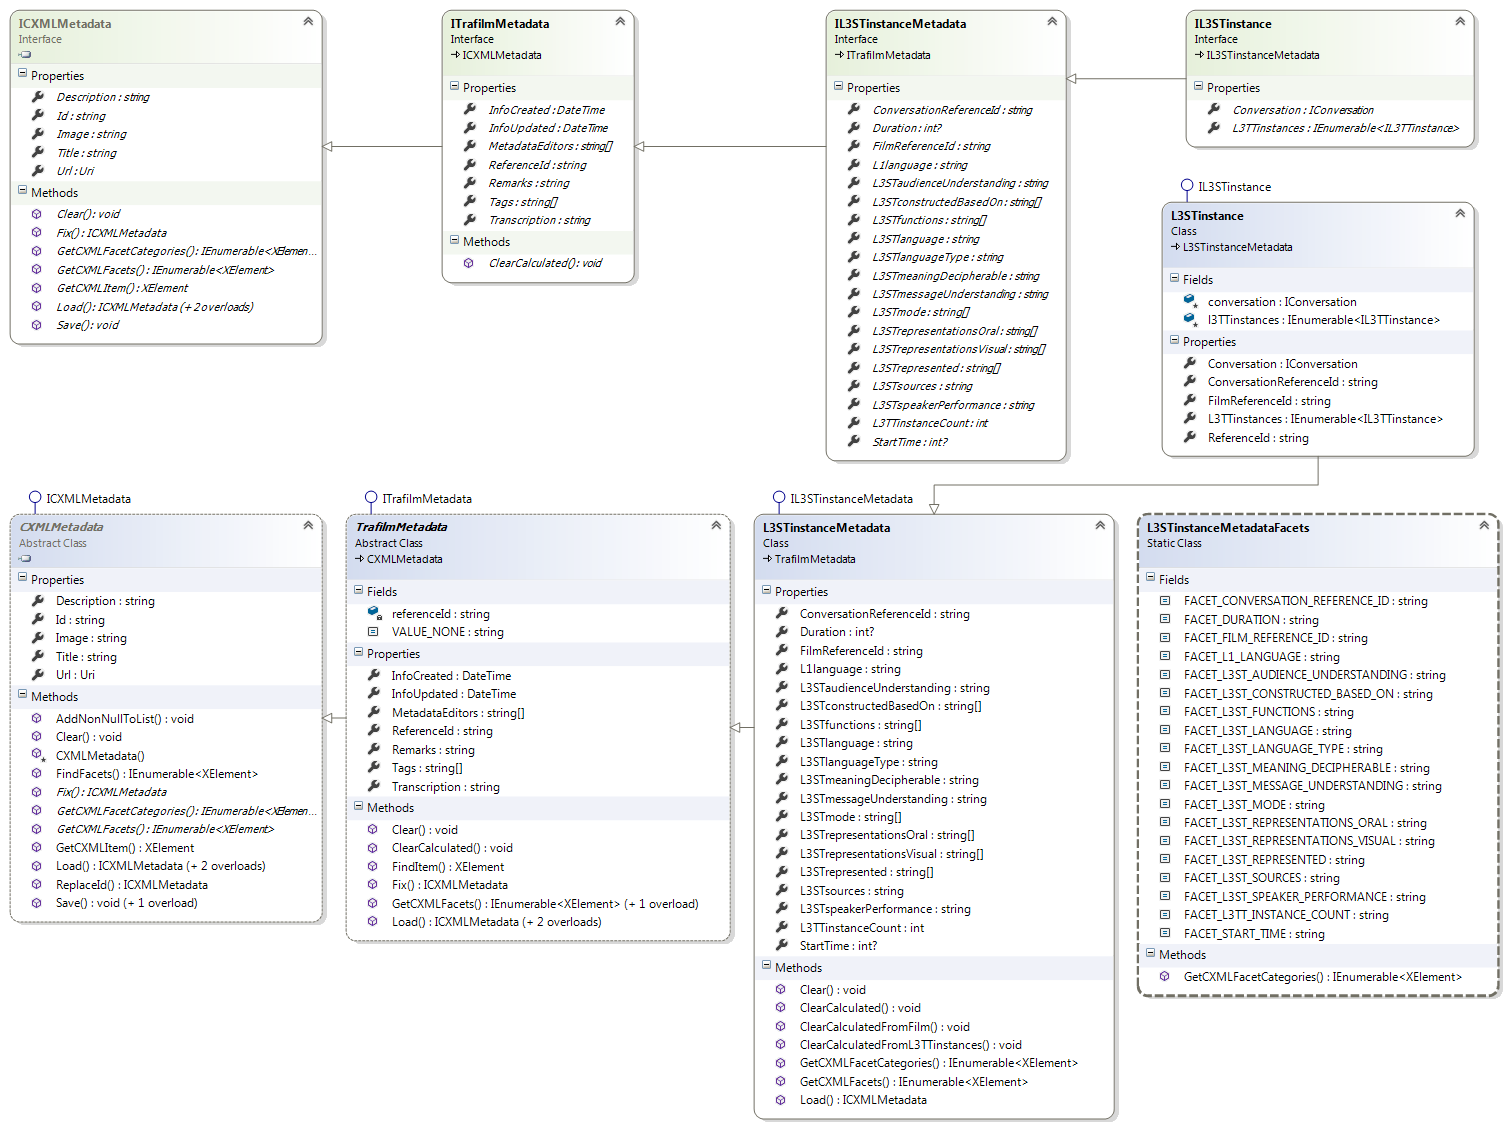 ICXMLMetadata
Interface
Properties
Description : string
Id : string
Image : string
Title : string
Url : Uri
Methods
Clear() : void
Fix() : ICXMLMetadata
GetCXMLFacetCategories() : IEnumerable<XElemen...
GetCXMLFacets() : IEnumerable<XElement>
GetCXMLItem() : XElement
Load() : ICXMLMetadata (+ 2 overloads)
Save() : void
ITrafilmMetadata
Interface
ICXMLMetadata
Properties
InfoCreated : DateTime
InfoUpdated : DateTime
MetadataEditors : string[]
ReferenceId : string
Remarks : string
Tags : string[]
Transcription : string
Methods
ClearCalculated() : void
IL3STinstanceMetadata
Interface
ITrafilmMetadata
Properties
ConversationReferenceId : string
Duration : int?
FilmReferenceId : string
L1language : string
L3STaudienceUnderstanding : string
L3STconstructedBasedOn : string[]
L3STfunctions : string[]
L3STlanguage : string
L3STlanguageType : string
L3STmeaningDecipherable : string
L3STmessageUnderstanding : string
L3STmode : string[]
L3STrepresentationsOral : string[]
L3STrepresentationsVisual : string[]
L3STrepresented : string[]
L3STsources : string
L3STspeakerPerformance : string
L3TTinstanceCount : int
StartTime : int?
IL3STinstance
Interface
IL3STinstanceMetadata
Properties
Conversation : IConversation
L3TTinstances : IEnumerable<IL3TTinstance>
IL3STinstance
L3STinstance
Class
L3STinstanceMetadata
Fields
conversation : IConversation
l3TTinstances : IEnumerable<IL3TTinstance>
Properties
Conversation : IConversation
ConversationReferenceId : string
FilmReferenceId : string
L3TTinstances : IEnumerable<IL3TTinstance>
ReferenceId : string
ICXMLMetadata
CXMLMetadata
Abstract Class
Properties
Description : string
Id : string
Image : string
Title : string
Url : Uri
Methods
AddNonNullToList() : void
Clear() : void
CXMLMetadata()
FindFacets() : IEnumerable<XElement>
Fix() : ICXMLMetadata
GetCXMLFacetCategories() : IEnumerable<XElemen...
GetCXMLFacets() : IEnumerable<XElement>
GetCXMLItem() : XElement
Load() : ICXMLMetadata (+ 2 overloads)
ReplaceId() : ICXMLMetadata
Save() : void (+ 1 overload)
ITrafilmMetadata
TrafilmMetadata
Abstract Class
CXMLMetadata
Fields
referenceId : string
VALUE_NONE : string
Properties
InfoCreated : DateTime
InfoUpdated : DateTime
MetadataEditors : string[]
ReferenceId : string
Remarks : string
Tags : string[]
Transcription : string
Methods
Clear() : void
ClearCalculated() : void
FindItem() : XElement
Fix() : ICXMLMetadata
GetCXMLFacets() : IEnumerable<XElement> (+ 1 overload)
Load() : ICXMLMetadata (+ 2 overloads)
IL3STinstanceMetadata
L3STinstanceMetadata
Class
TrafilmMetadata
Properties
ConversationReferenceId : string
Duration : int?
FilmReferenceId : string
L1language : string
L3STaudienceUnderstanding : string
L3STconstructedBasedOn : string[]
L3STfunctions : string[]
L3STlanguage : string
L3STlanguageType : string
L3STmeaningDecipherable : string
L3STmessageUnderstanding : string
L3STmode : string[]
L3STrepresentationsOral : string[]
L3STrepresentationsVisual : string[]
L3STrepresented : string[]
L3STsources : string
L3STspeakerPerformance : string
L3TTinstanceCount : int
StartTime : int?
Methods
Clear() : void
ClearCalculated() : void
ClearCalculatedFromFilm() : void
ClearCalculatedFromL3TTinstances() : void
GetCXMLFacetCategories() : IEnumerable<XElement>
GetCXMLFacets() : IEnumerable<XElement>
Load() : ICXMLMetadata
L3STinstanceMetadataFacets
Static Class
Fields
FACET_CONVERSATION_REFERENCE_ID : string
FACET_DURATION : string
FACET_FILM_REFERENCE_ID : string
FACET_L1_LANGUAGE : string
FACET_L3ST_AUDIENCE_UNDERSTANDING : string
FACET_L3ST_CONSTRUCTED_BASED_ON : string
FACET_L3ST_FUNCTIONS : string
FACET_L3ST_LANGUAGE : string
FACET_L3ST_LANGUAGE_TYPE : string
FACET_L3ST_MEANING_DECIPHERABLE : string
FACET_L3ST_MESSAGE_UNDERSTANDING : string
FACET_L3ST_MODE : string
FACET_L3ST_REPRESENTATIONS_ORAL : string
FACET_L3ST_REPRESENTATIONS_VISUAL : string
FACET_L3ST_REPRESENTED : string
FACET_L3ST_SOURCES : string
FACET_L3ST_SPEAKER_PERFORMANCE : string
FACET_L3TT_INSTANCE_COUNT : string
FACET_START_TIME : string
Methods
GetCXMLFacetCategories() : IEnumerable<XElement>